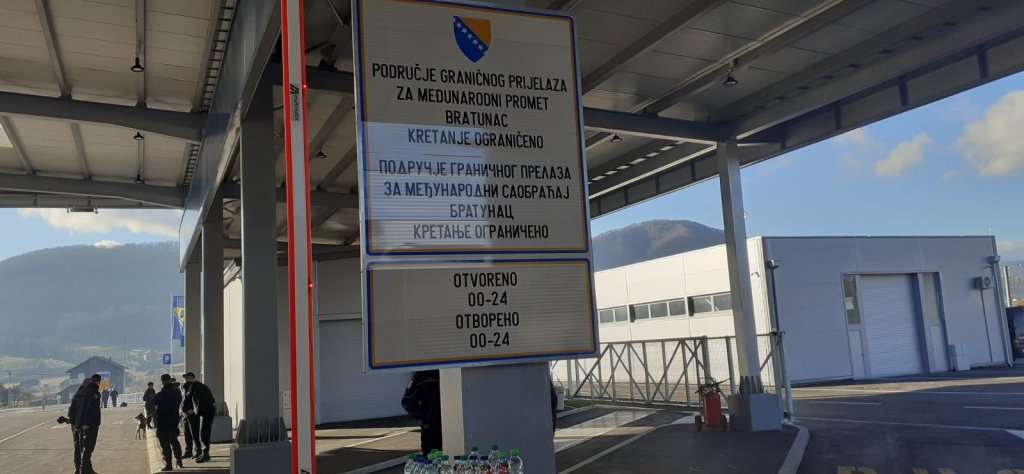 PODRUČJE GRANIČNOG PRIJELAZA
ZA MEĐUNARODNI PROMET
BRATUNAC
KRETANJE OGRANIČENO
ПОДРУЧЈЕ ГРАНИЧНОГ ПРЕЛАЗА
ЗА МЕЂУНАРОДНИ САОБРАЋАЈ
БРАТУНАЦ
КРЕТАЊЕ ОГРАНИЧЕНО
OTVORENO
00-24
ОТВОРЕНО
00-24